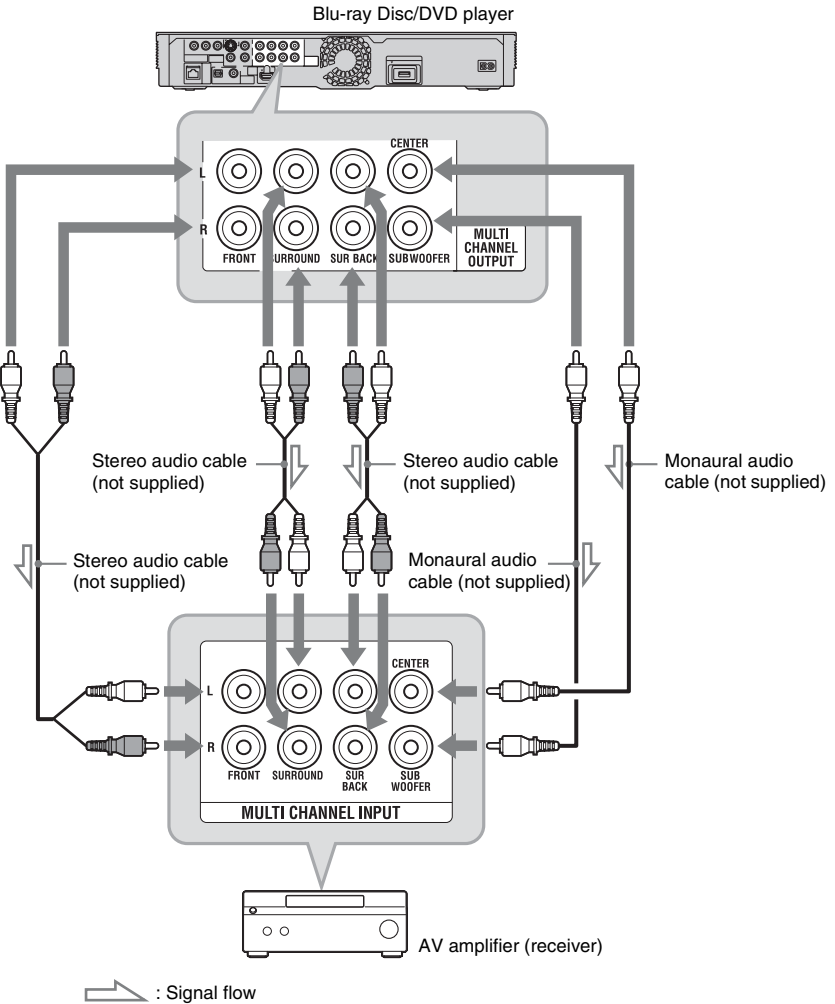 Blu-ray Disc/DVD player
CENTER
L
R
FRONT
SURROUND
SUR BACK
SUB WOOFER
MULTI
CHANNEL
OUTPUT
Stereo audio cable
(not supplied)
Stereo audio cable
(not supplied)
Monaural audio
cable (not supplied)
Stereo audio cable
(not supplied)
Monaural audio
cable (not supplied)
CENTER
L
R
FRONT
SURROUND
SUR
BACK
SUB
WOOFER
MULTI CHANNEL INPUT
AV amplifier (receiver)
: Signal flow